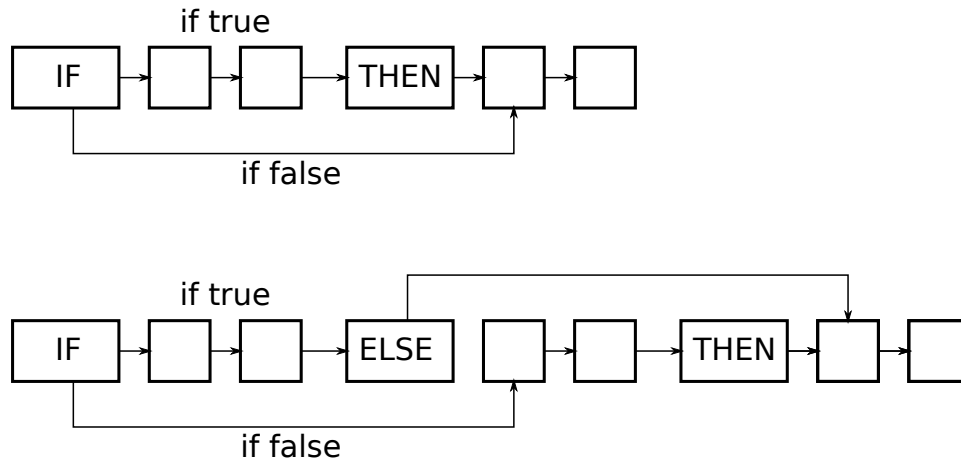 if true
IF THEN
if false
if true
IF ELSE THEN
if false